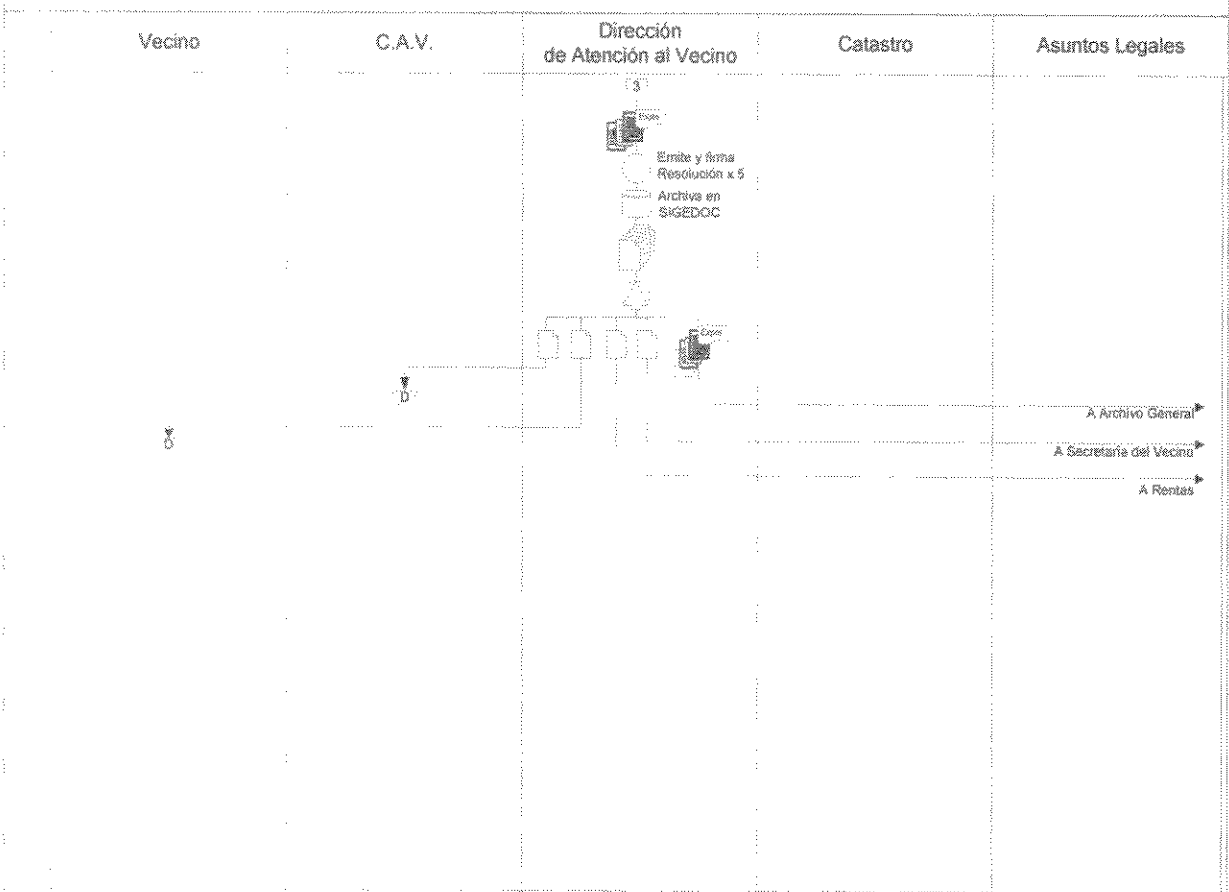 Vecino
C.A.V.
Dirección
de Atención al Vecino
Catastro
Asuntos Legales
3
Expte
Emite y firma
Resolución x 5
Archiva en
SIGEDOC
Expte
D
D
A Archivo General
A Secretaría del Vecino
A Rentas